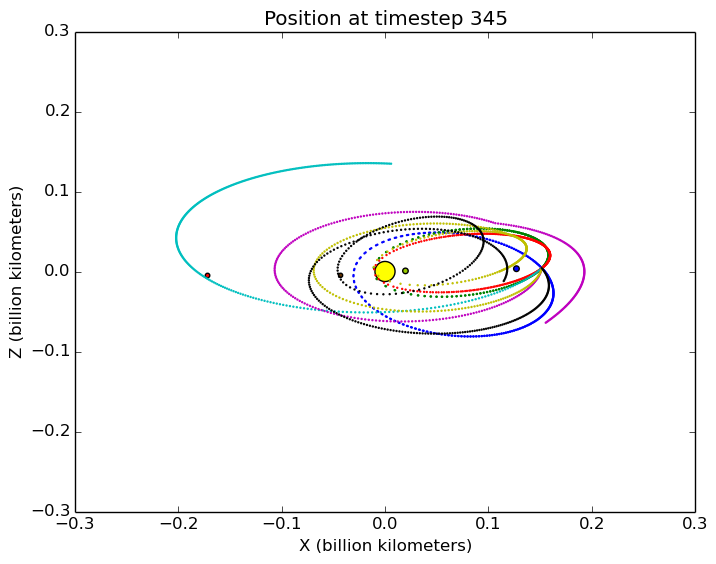 Position at timestep 345
0.3
0.2
0.1
0.0
−0.1
−0.2
−0.3
Z (billion kilometers)
−0.3 −0.2 −0.1 0.0 0.1 0.2 0.3
X (billion kilometers)